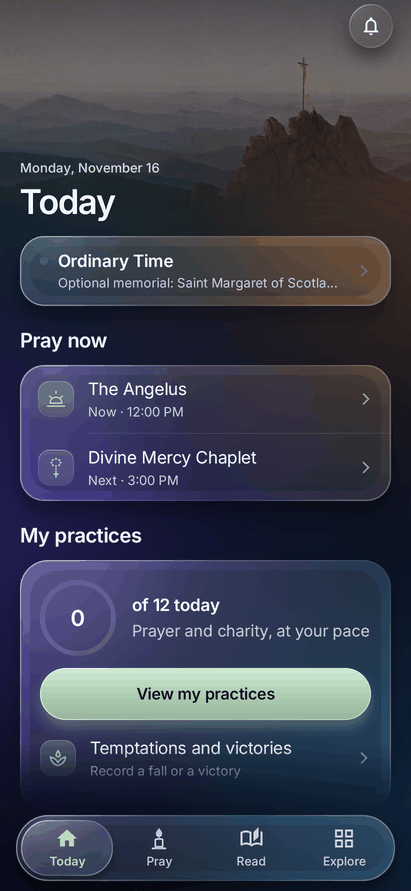 Monday, November 16
Today
Ordinary Time
Optional memorial: Saint Margaret of Scotla...
Pray now
The Angelus
Now · 12:00 PM
Divine Mercy Chaplet
Next · 3:00 PM
My practices
0
of 12 today
Prayer and charity, at your pace
View my practices
Temptations and victories
Record a fall or a victory
Today
Pray
Read
Explore